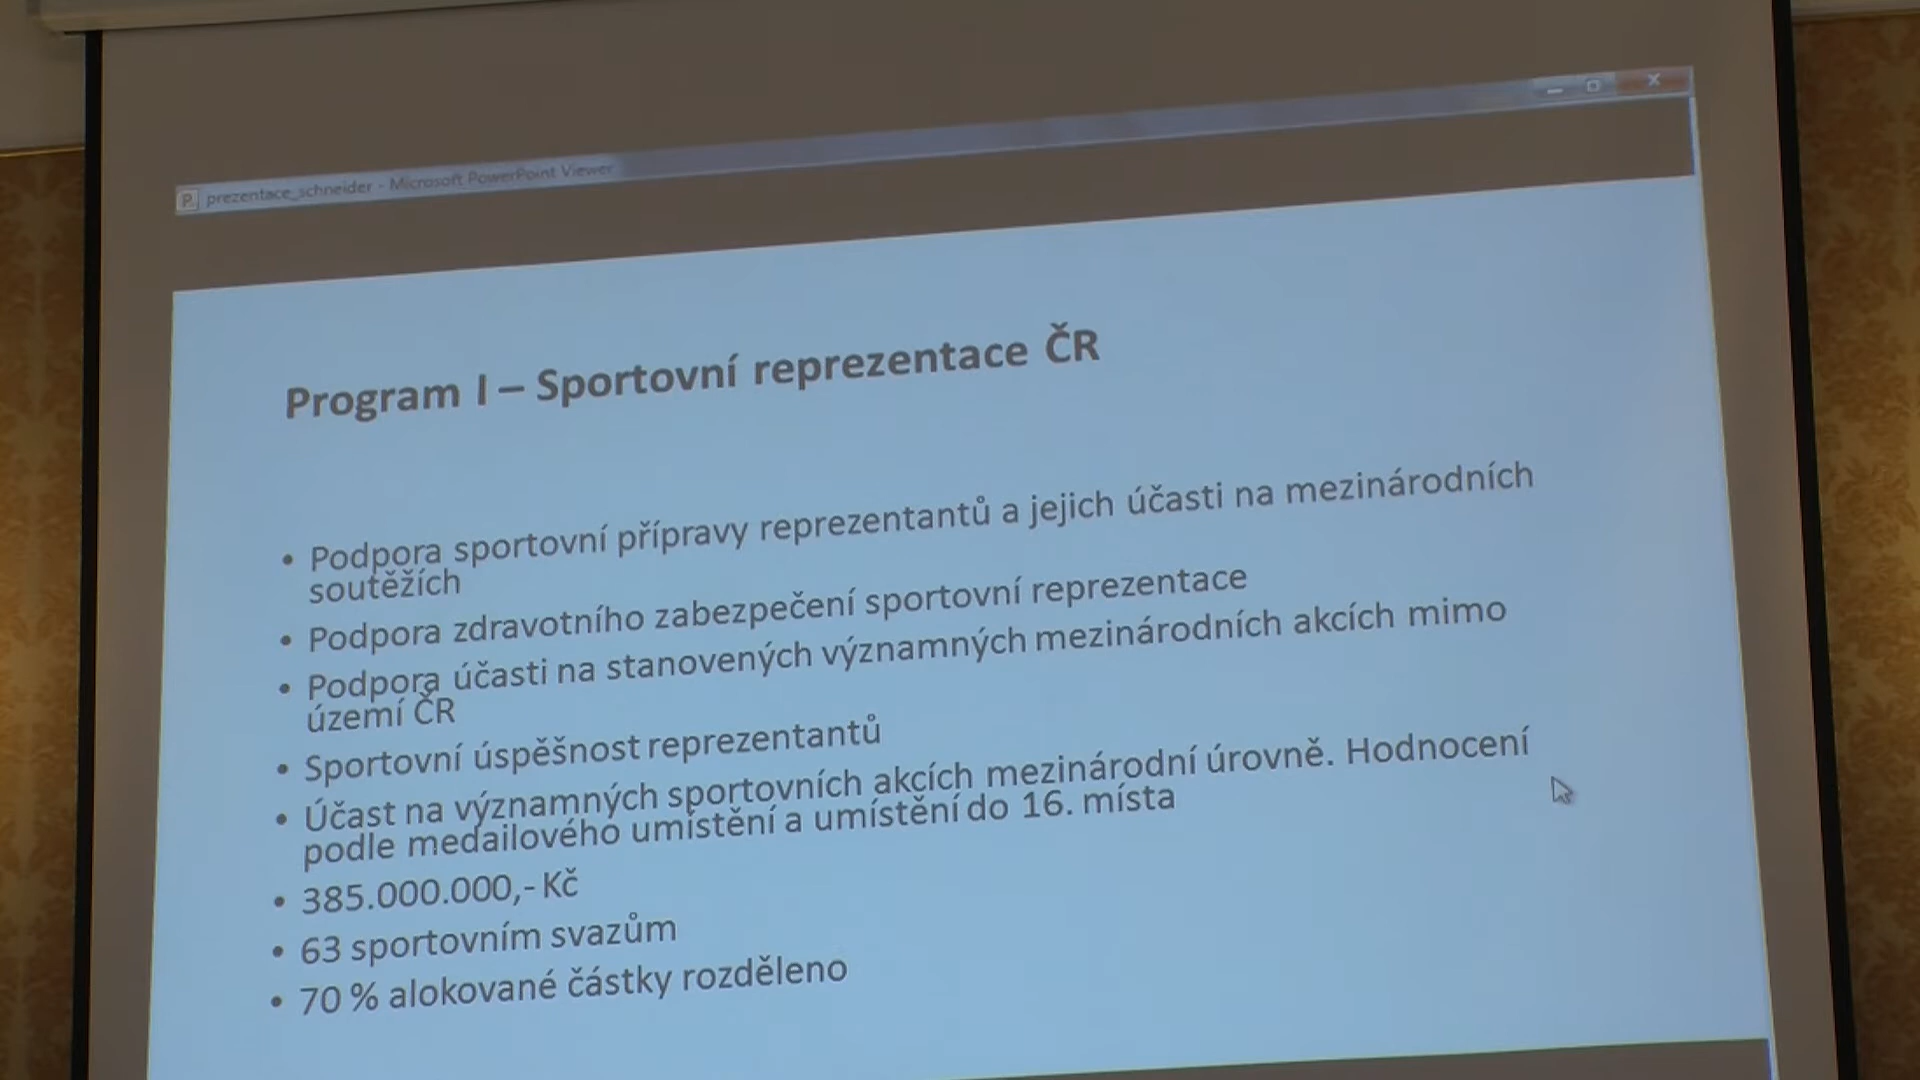 prezentace_schneider - Microsoft PowerPoint Viewer
Program I – Sportovní reprezentace ČR
• Podpora sportovní přípravy reprezentantů a jejich účasti na mezinárodních
soutěžích
• Podpora zdravotního zabezpečení sportovní reprezentace
• Podpora účasti na stanovených významných mezinárodních akcích mimo
území ČR
• Sportovní úspěšnost reprezentantů
• Účast na významných sportovních akcích mezinárodní úrovně. Hodnocení
podle medailového umístění a umístění do 16. místa
• 385.000.000,- Kč
• 63 sportovním svazům
• 70 % alokované částky rozděleno